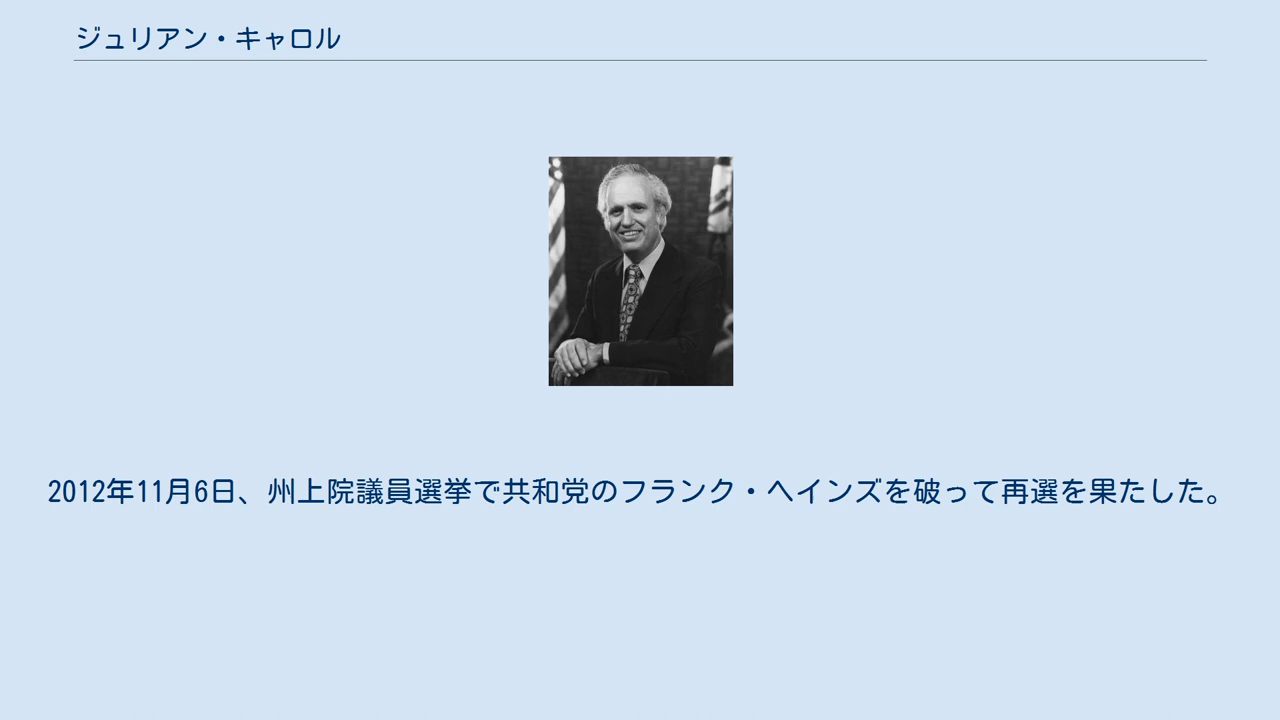 ジュリアン・キャロル
2012年11月6日、州上院議員選挙で共和党のフランク・ヘインズを破って再選を果たした。